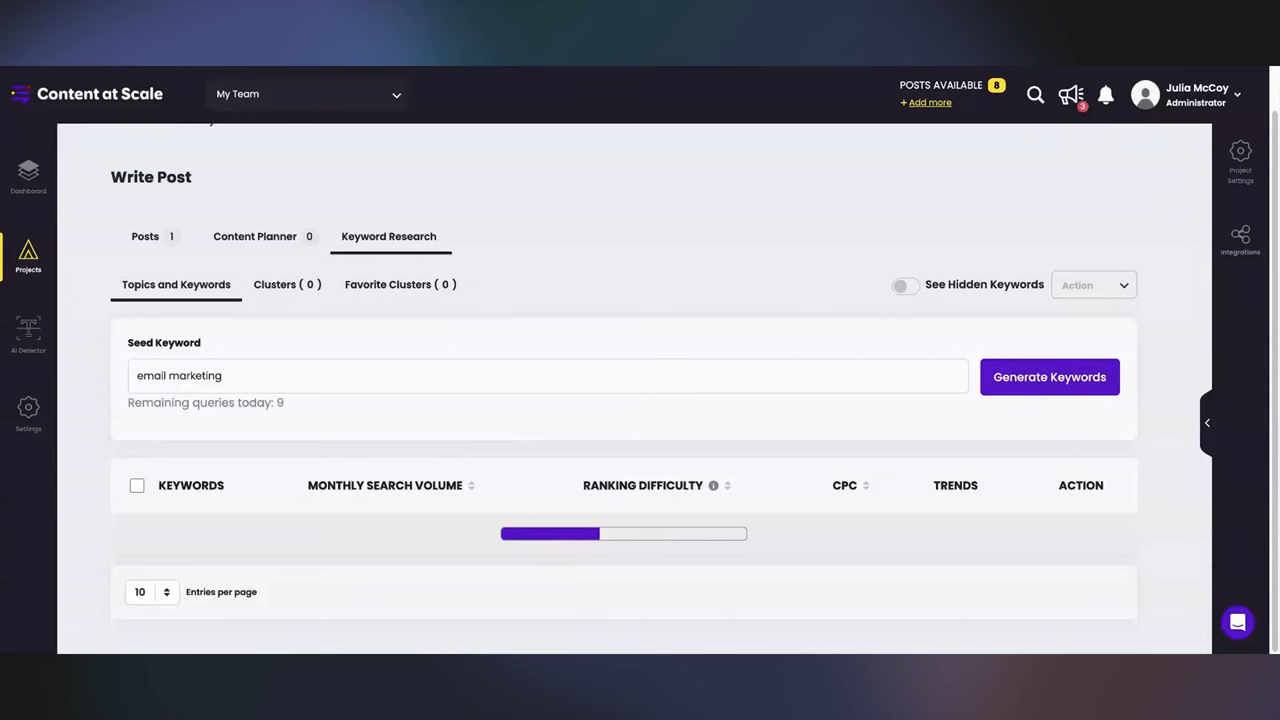 Content at Scale
My Team
POSTS AVAILABLE 8
+ Add more
3
Julia McCoy
Administrator
Dashboard
Projects
AI Detector
Settings
Project
Settings
Integrations
Write Post
Posts 1
Content Planner 0
Keyword Research
Topics and Keywords
Clusters ( 0 )
Favorite Clusters ( 0 )
See Hidden Keywords
Action
Seed Keyword
email marketing
Generate Keywords
Remaining queries today: 9
KEYWORDS
MONTHLY SEARCH VOLUME
RANKING DIFFICULTY
CPC
TRENDS
ACTION
10
Entries per page